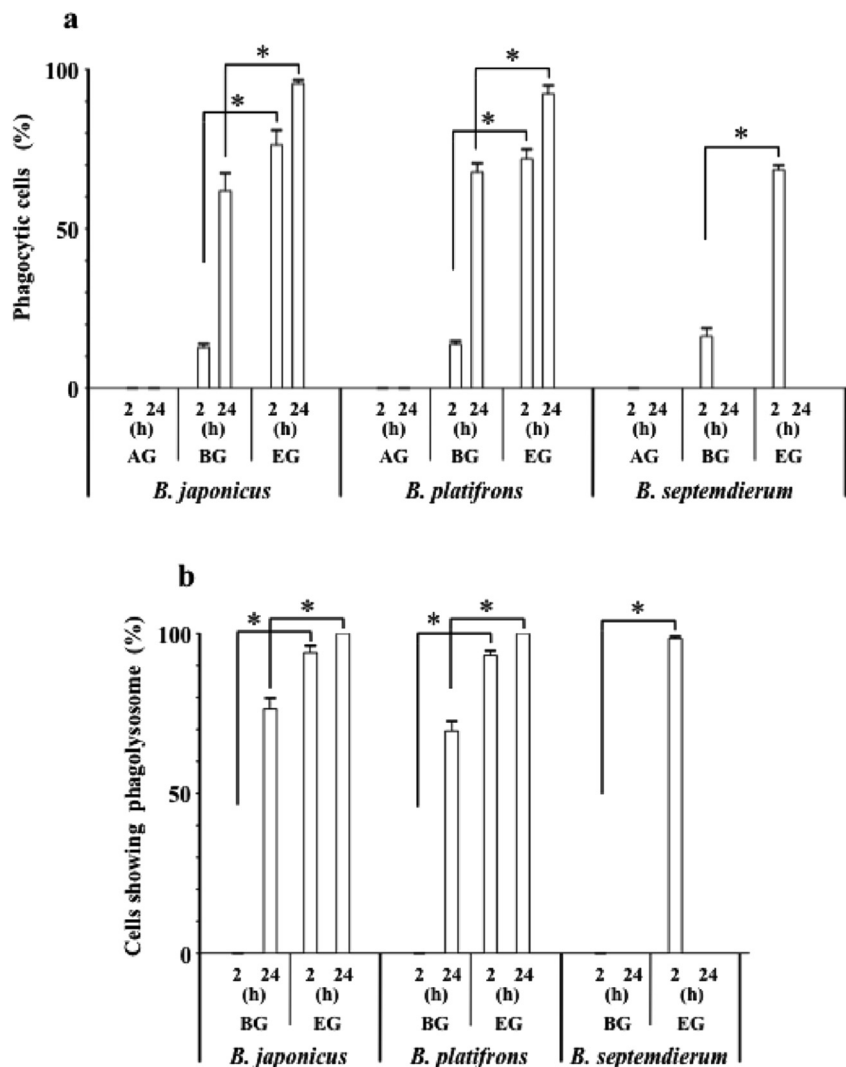 a
* * *
* * *
100
50
0
Phagocytic cells (%)
2 24 2 24 2 24 2 24 2 24 2 24 2 24 2 24 2 24
(h) (h) (h) (h) (h) (h) (h) (h) (h)
AG BG EG AG BG EG AG BG EG
B. japonicus B. platifrons B. septemdierum
b
* * * * *
100
50
0
Cells showing phagolysosome (%)
2 24 2 24 2 24 2 24 2 24 2 24
(h) (h) (h) (h) (h) (h)
BG EG BG EG BG EG
B. japonicus B. platifrons B. septemdierum